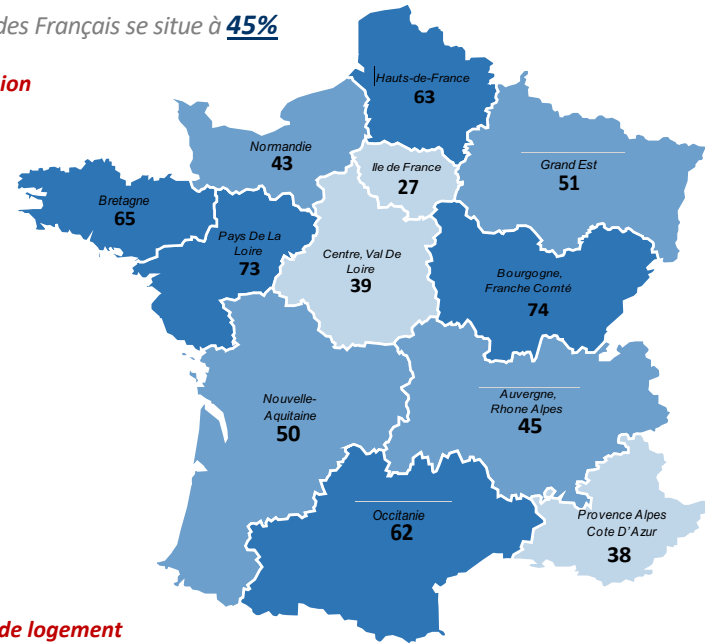 des Français se situe à 45%
ion
Hauts-de-France
63
Normandie
43
Ile de France
27
Grand Est
51
Bretagne
65
Pays De La
Loire
73
Centre, Val De
Loire
39
Bourgogne,
Franche Comté
74
Nouvelle-
Aquitaine
50
Auvergne,
Rhone Alpes
45
Occitanie
62
Provence Alpes
Cote D'Azur
38
de logement